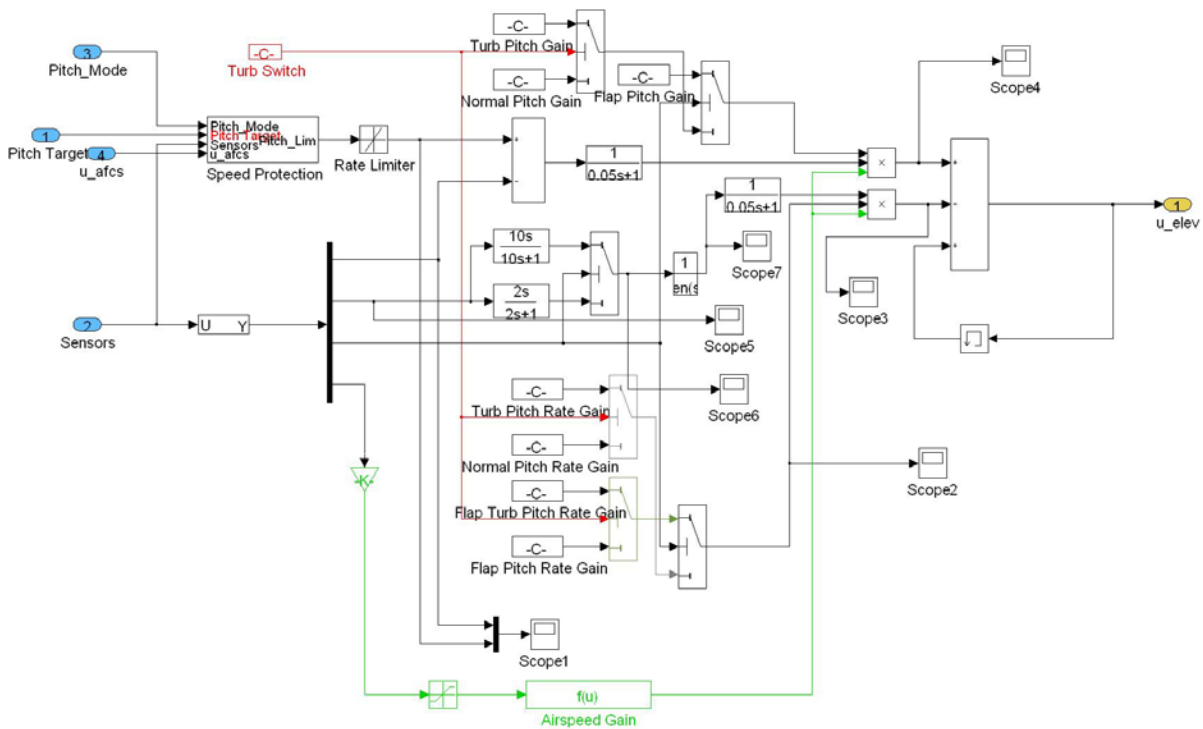 -C-
Turb Pitch Gain
3
Pitch_Mode
-C-
Turb Switch
-C-
Normal Pitch Gain
-C-
Flap Pitch Gain
Scope4
1
Pitch Target
4
u_afcs
Pitch_Mode
Pitch Target
Sensors
u_afcs
Pitch_Lim
Speed Protection
Rate Limiter
+
-
1
0.05s+1
1
0.05s+1
×
×
+
-
+
1
u_elev
10s
10s+1
2s
2s+1
1
Scope7
Scope3
Scope5
2
Sensors
U Y
Scope6
-C-
Turb Pitch Rate Gain
-C-
Normal Pitch Rate Gain
-C-
Flap Turb Pitch Rate Gain
-C-
Flap Pitch Rate Gain
Scope2
-K-
Scope1
f(u)
Airspeed Gain